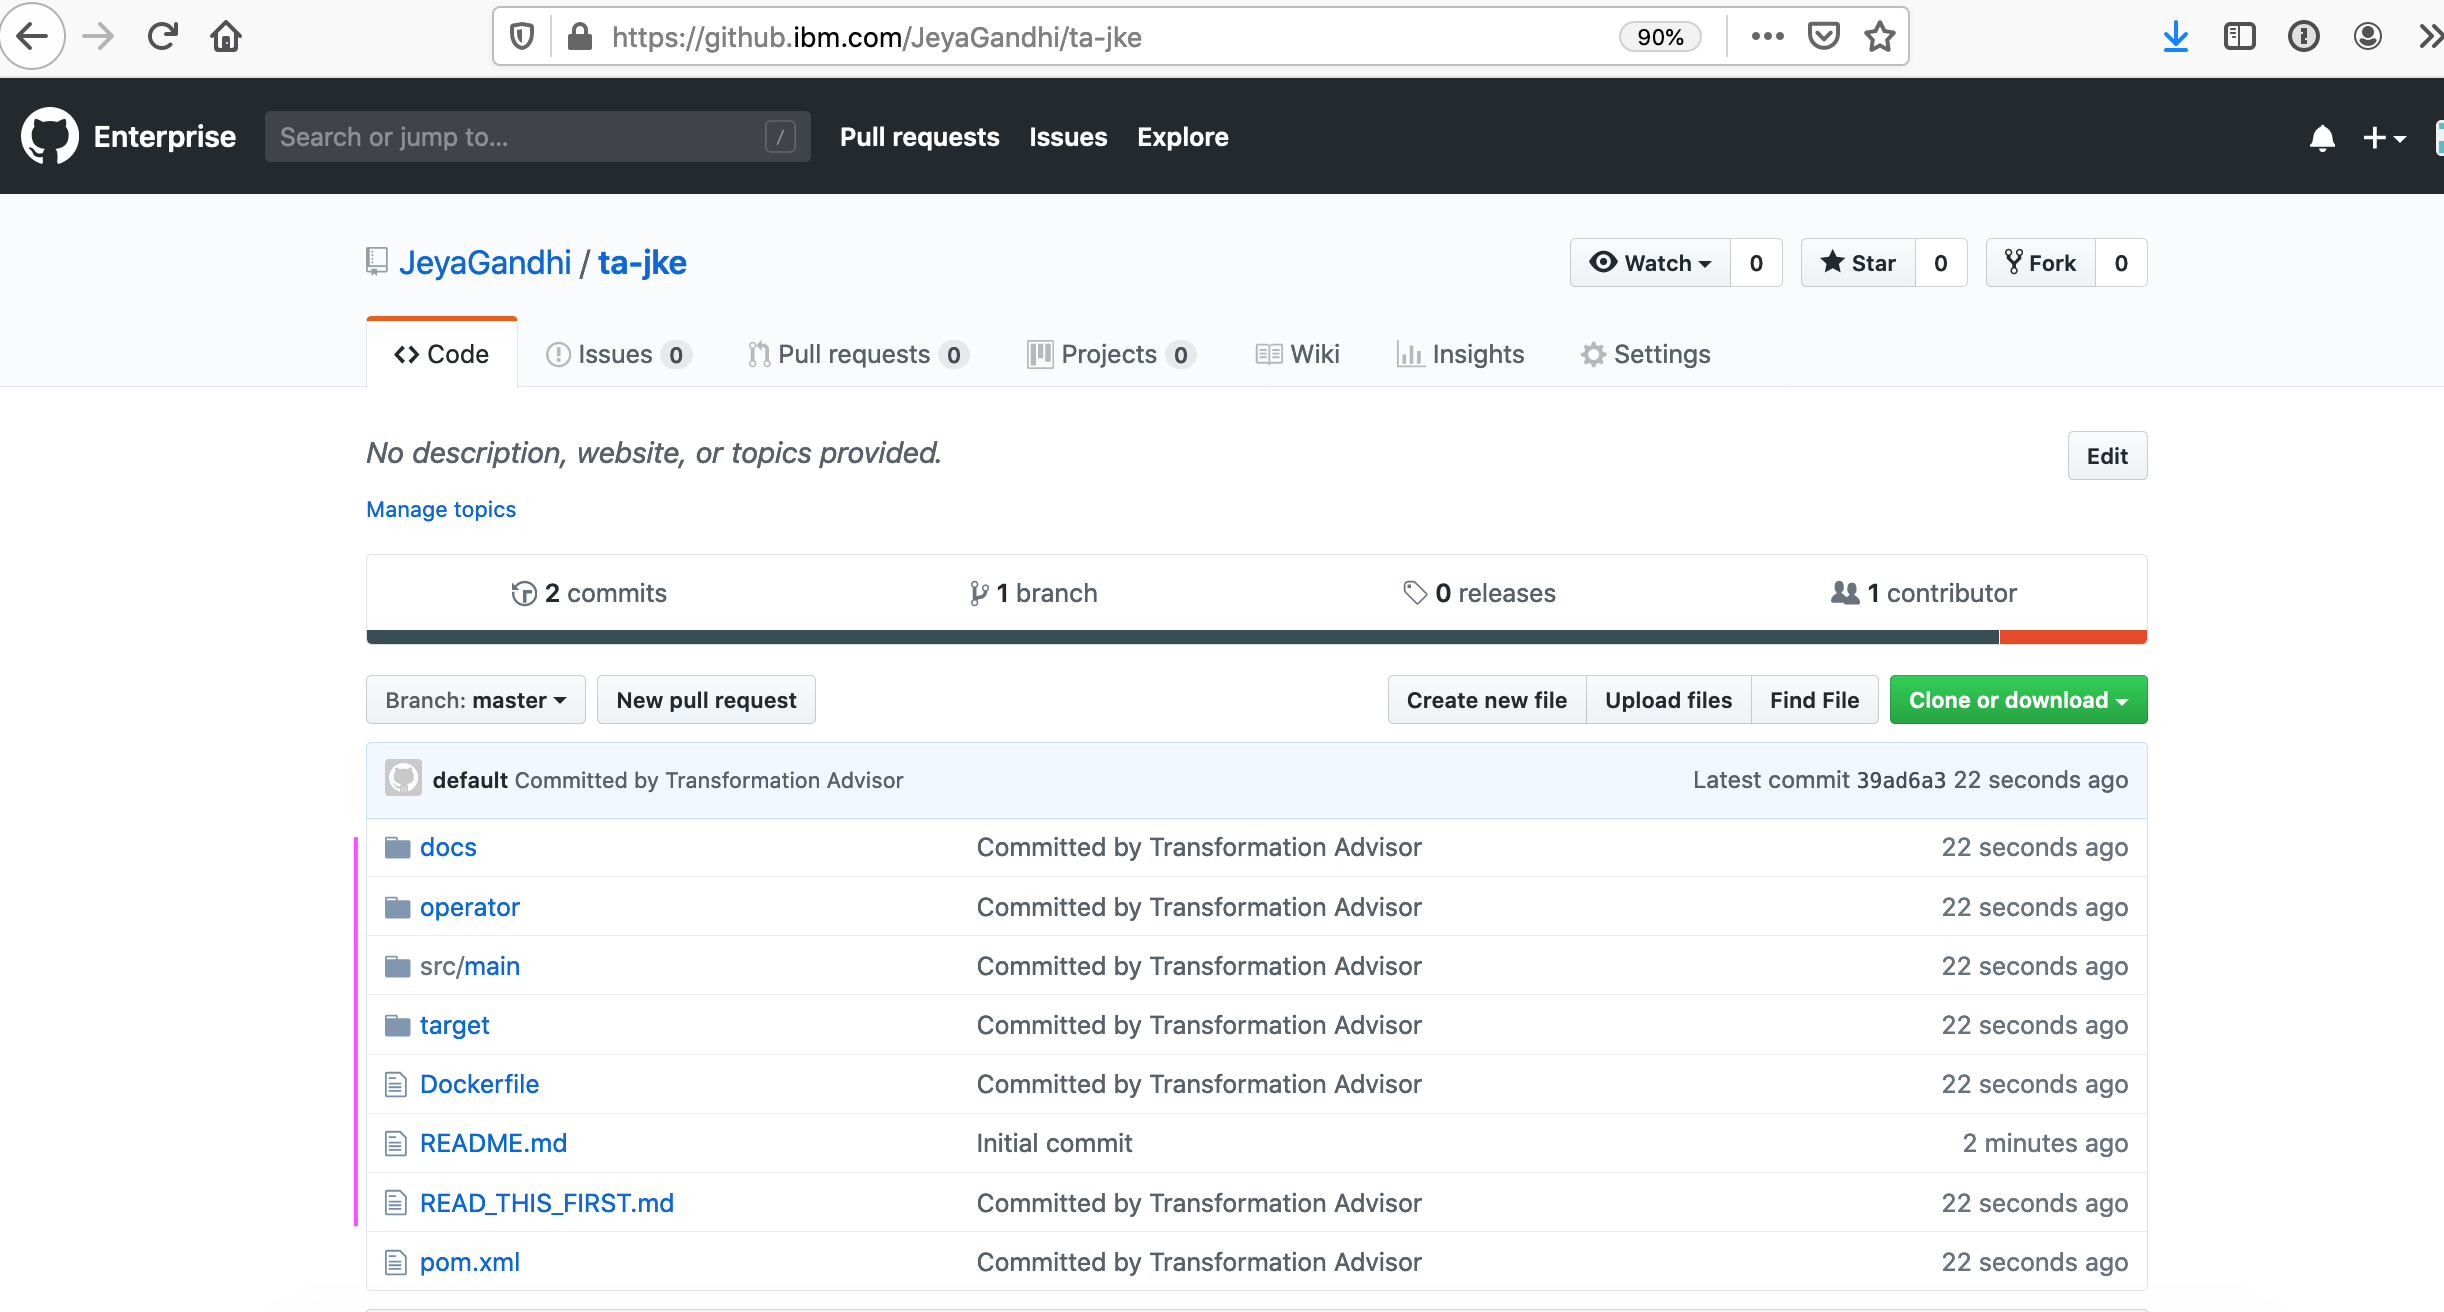 https://github.ibm.com/JeyaGandhi/ta-jke 90%
Enterprise Search or jump to... / Pull requests Issues Explore
JeyaGandhi / ta-jke Watch 0 Star 0 Fork 0
Code Issues 0 Pull requests 0 Projects 0 Wiki Insights Settings
No description, website, or topics provided. Edit
Manage topics
2 commits 1 branch 0 releases 1 contributor
Branch: master New pull request Create new file Upload files Find File Clone or download
default Committed by Transformation Advisor Latest commit 39ad6a3 22 seconds ago
docs Committed by Transformation Advisor 22 seconds ago
operator Committed by Transformation Advisor 22 seconds ago
src/main Committed by Transformation Advisor 22 seconds ago
target Committed by Transformation Advisor 22 seconds ago
Dockerfile Committed by Transformation Advisor 22 seconds ago
README.md Initial commit 2 minutes ago
READ_THIS_FIRST.md Committed by Transformation Advisor 22 seconds ago
pom.xml Committed by Transformation Advisor 22 seconds ago